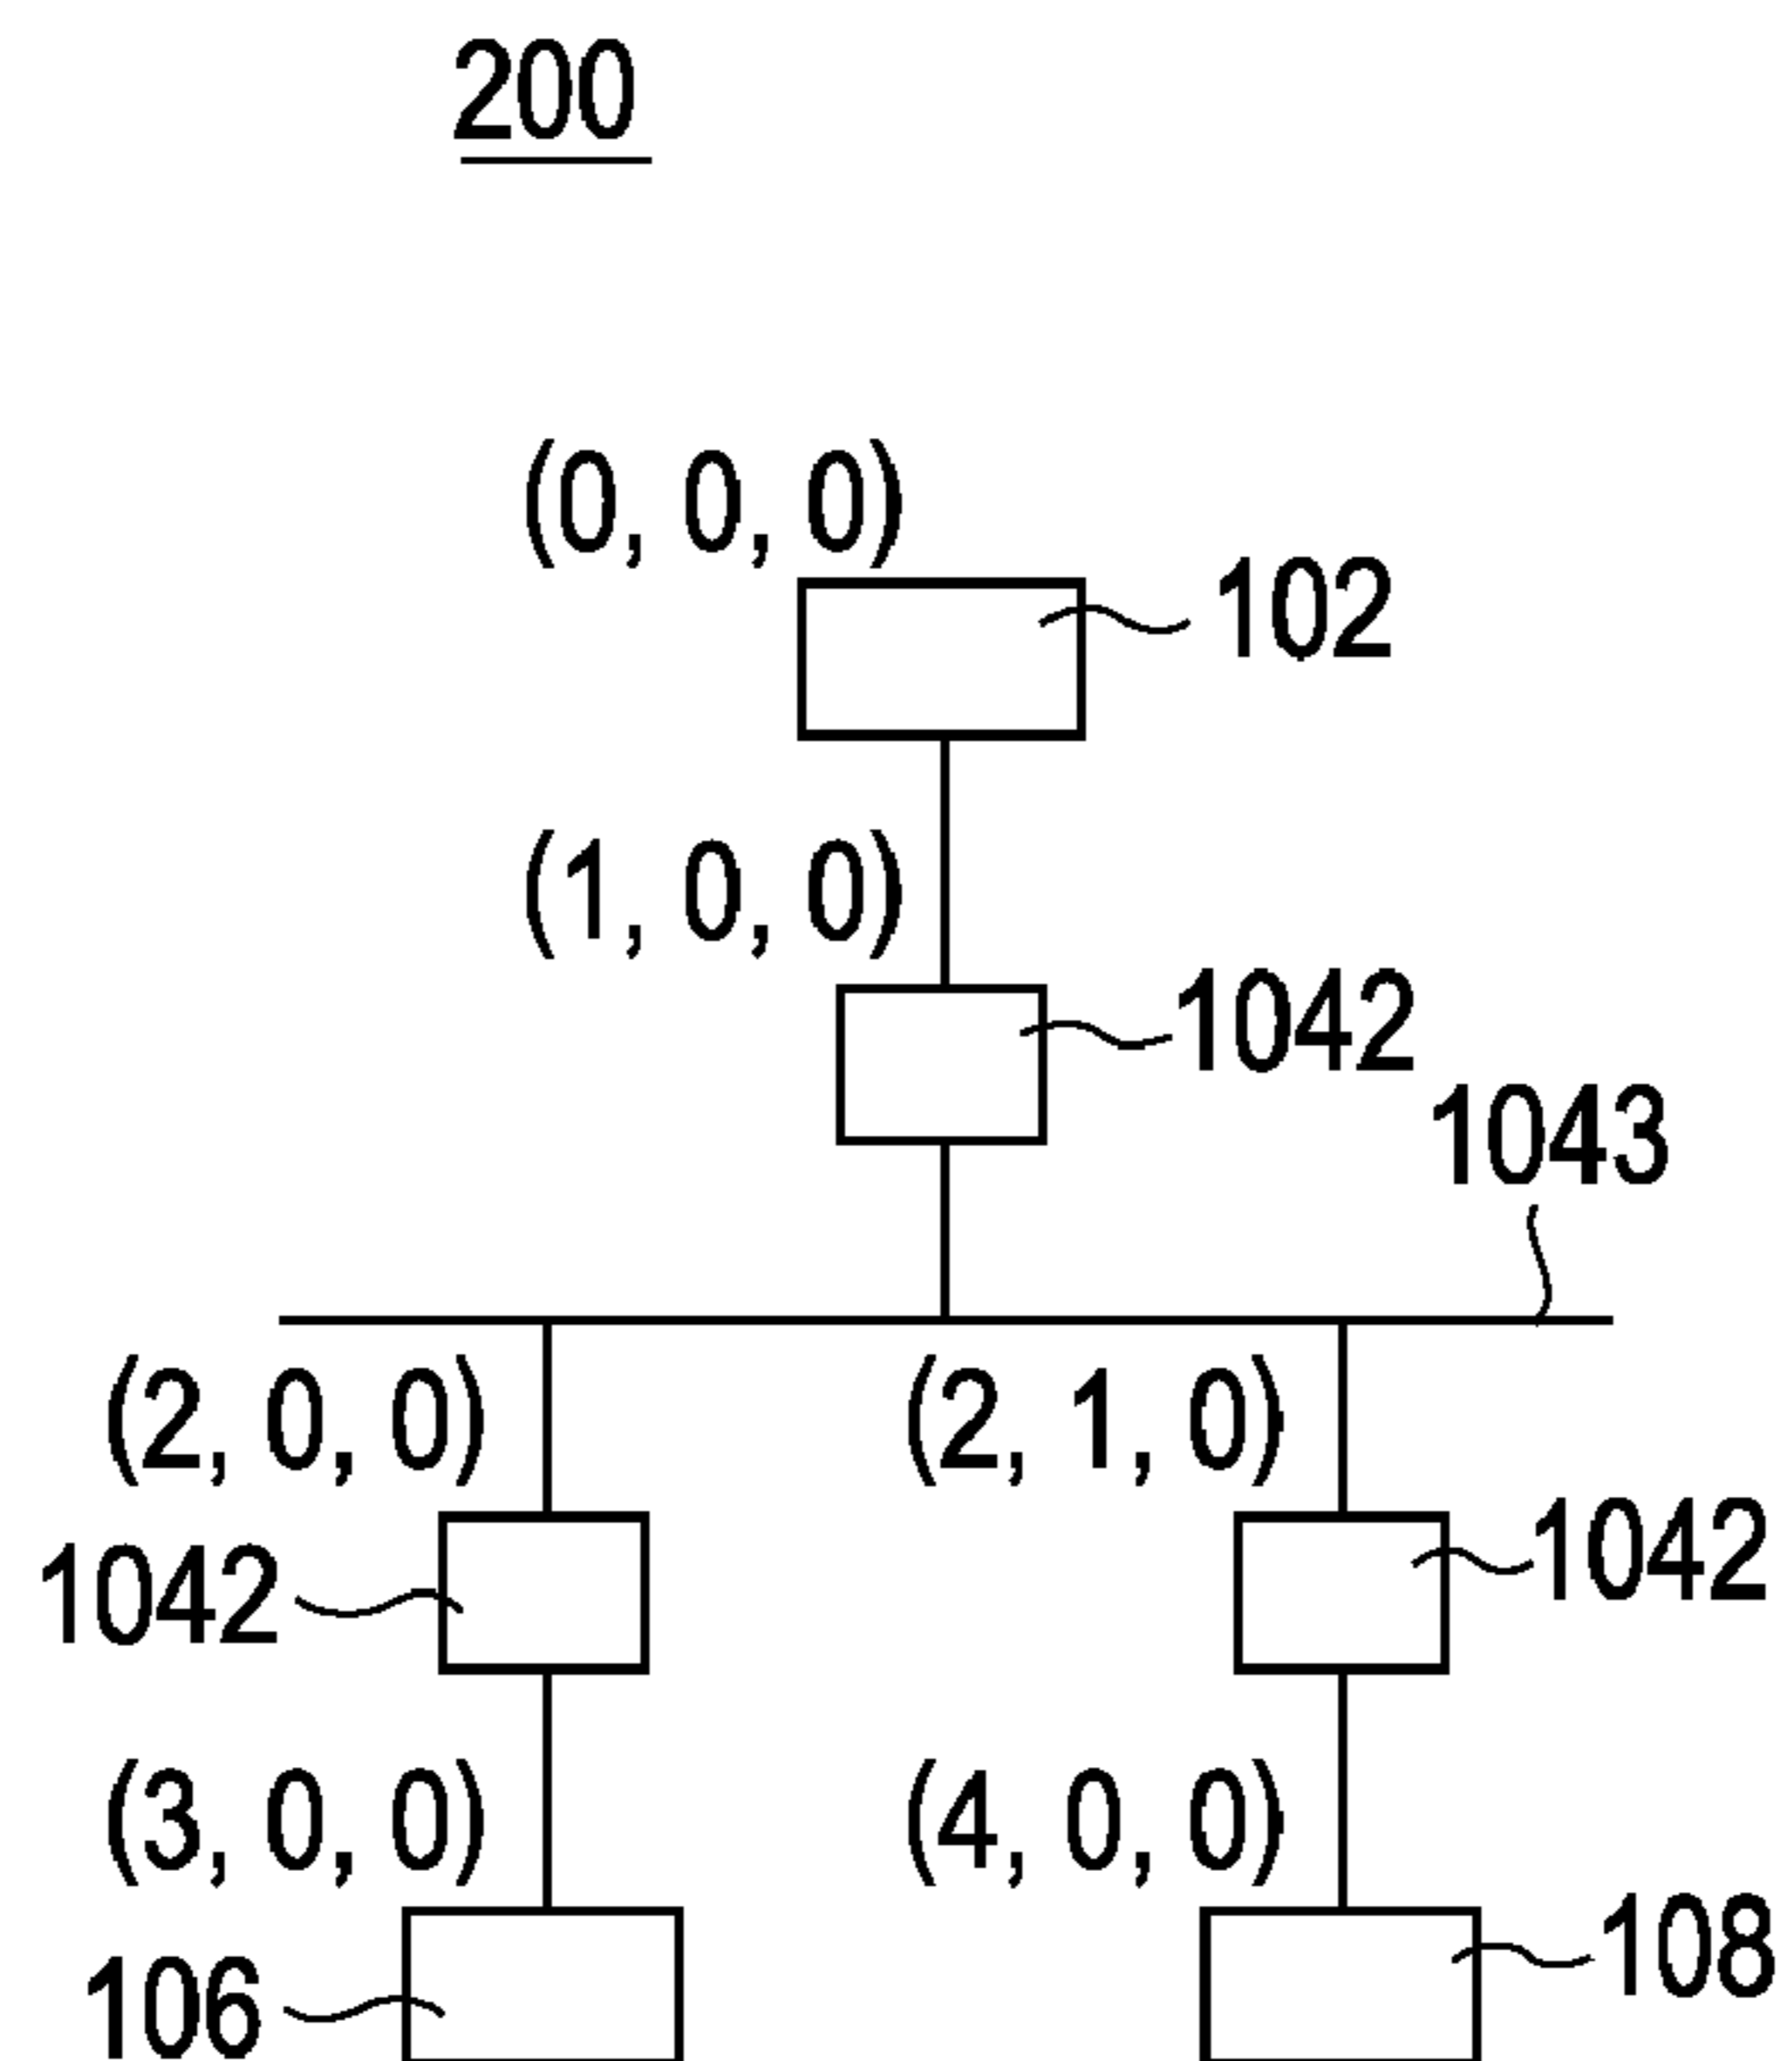 200
(0, 0, 0)
102
(1, 0, 0)
1042
1043
(2, 0, 0)
(2, 1, 0)
1042
1042
(3, 0, 0)
(4, 0, 0)
106
108